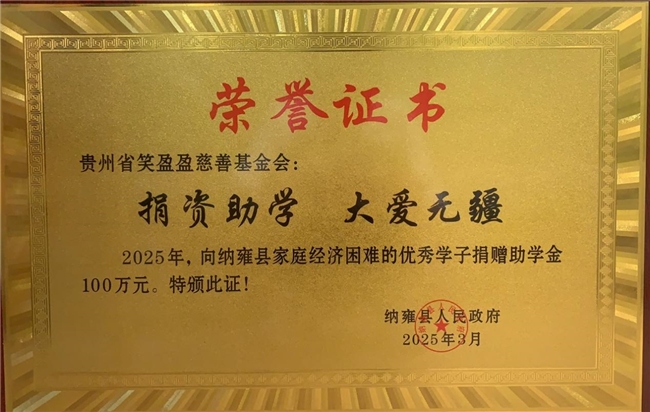 荣誉证书
贵州省笑盈盈慈善基金会：
捐资助学 大爱无疆
2025年，向纳雍县家庭经济困难的优秀学子捐赠助学金
100万元。特颁此证！
纳雍县人民政府
2025年3月